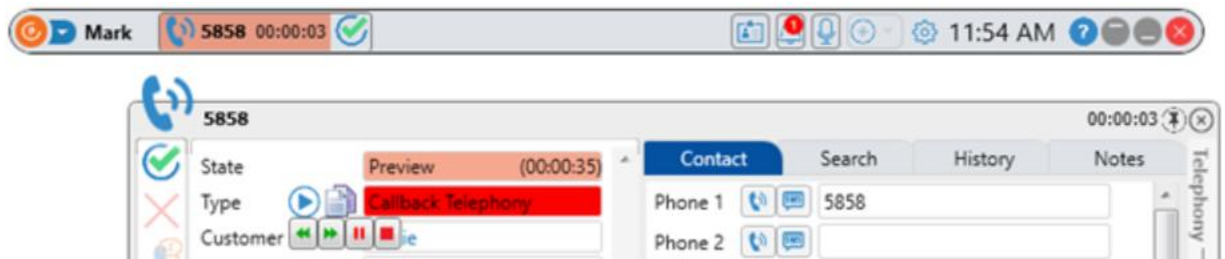 Mark 5858 00:00:03 1 11:54 AM ?
5858 00:00:03
Contact Search History Notes
State Preview (00:00:35)
Type Callback Telephony
Phone 1 5858
Customer ie
Phone 2
Telephony